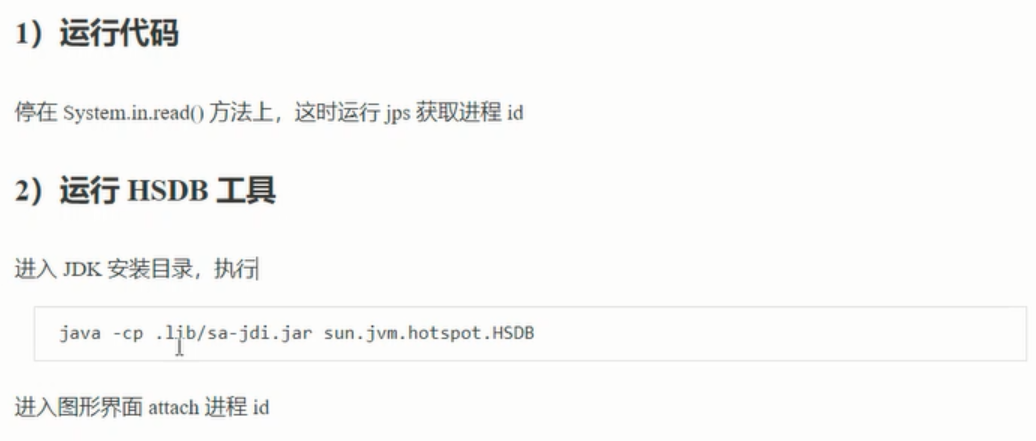 1）运行代码
停在 System.in.read() 方法上，这时运行 jps 获取进程 id
2）运行 HSDB 工具
进入 JDK 安装目录，执行
java -cp .lib/sa-jdi.jar sun.jvm.hotspot.HSDB
进入图形界面 attach 进程 id